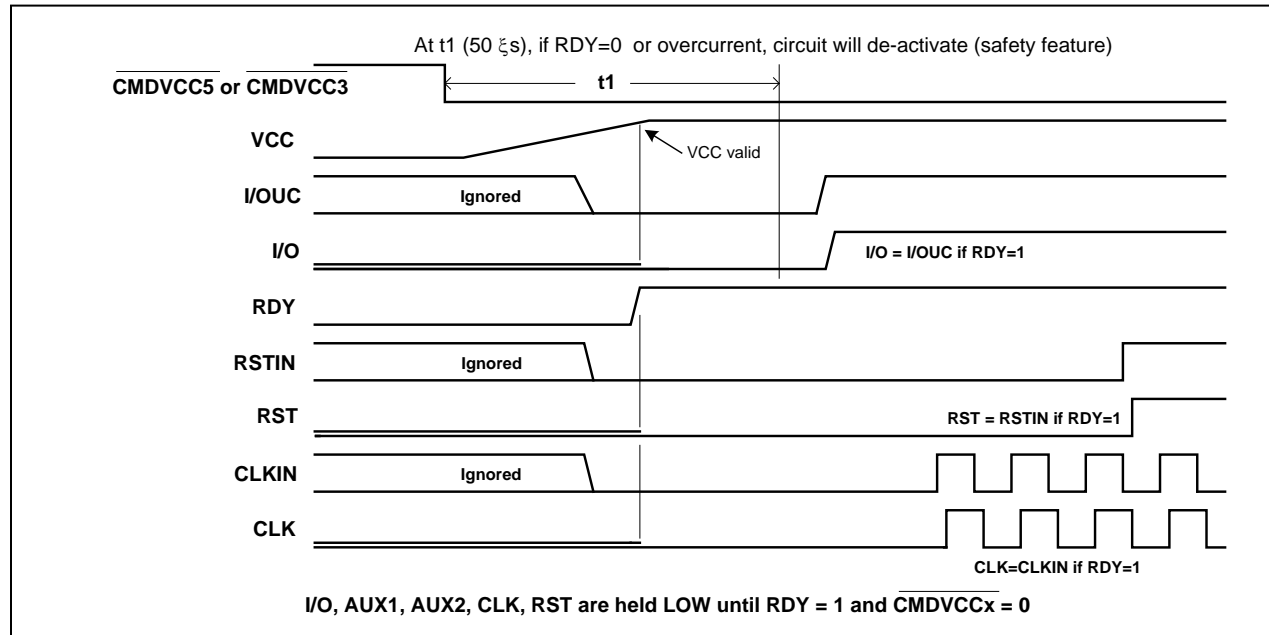 At t1 (50 ξs), if RDY=0 or overcurrent, circuit will de-activate (safety feature)
CMDVCC5 or CMDVCC3
t1
VCC
VCC valid
I/OUC
Ignored
I/O
I/O = I/OUC if RDY=1
RDY
RSTIN
Ignored
RST
RST = RSTIN if RDY=1
CLKIN
Ignored
CLK
CLK=CLKIN if RDY=1
I/O, AUX1, AUX2, CLK, RST are held LOW until RDY = 1 and CMDVCCx = 0